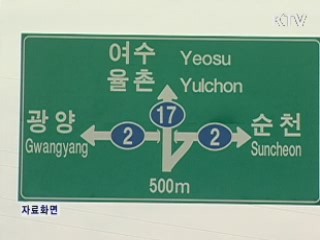 KTV
여수 Yeosu
율촌 Yulchon
17
광양 2 2 순천
Gwangyang Suncheon
500m
자료화면